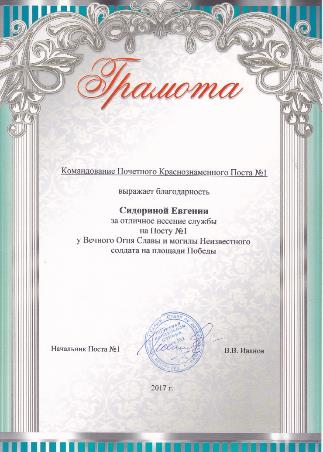 Грамота
Командование Почетного Краснознаменного Поста №1
выражает благодарность
Сидориной Евгении
за отличное несение службы
на Посту №1
у Вечного Огня Славы и могилы Неизвестного
солдата на площади Победы
Начальник Поста №1 В.В. Иванов
2017 г.